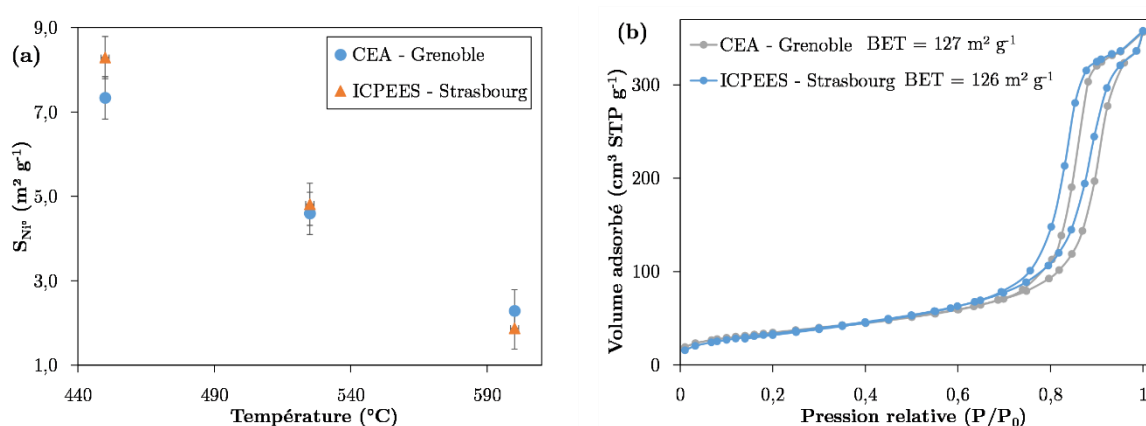 (a)
CEA - Grenoble
ICPEES - Strasbourg
S_Ni° (m² g⁻¹)
9,0
7,0
5,0
3,0
1,0
440
490
540
590
Température (°C)
(b)
CEA - Grenoble BET = 127 m² g⁻¹
ICPEES - Strasbourg BET = 126 m² g⁻¹
Volume adsorbé (cm³ STP g⁻¹)
300
200
100
0
0
0,2
0,4
0,6
0,8
1
Pression relative (P/P₀)